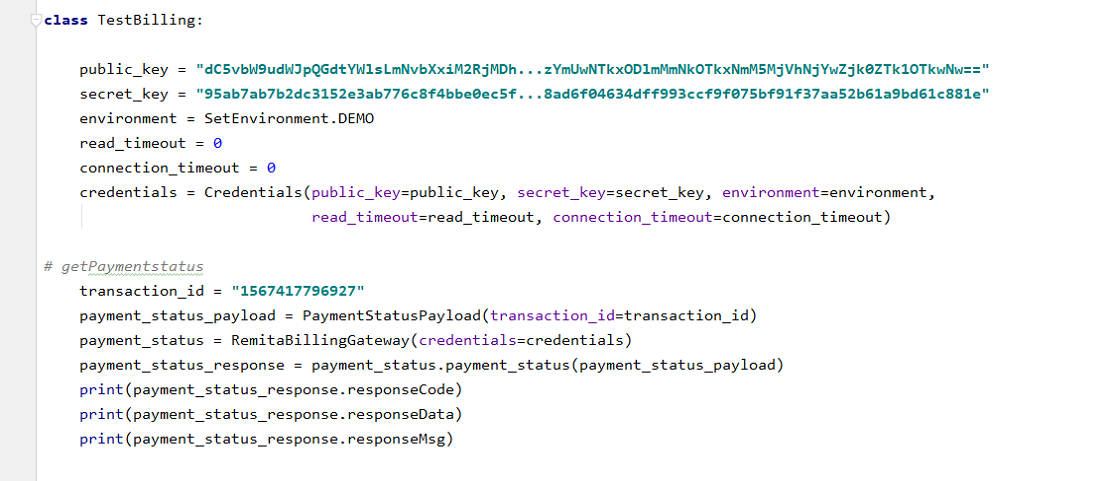 class TestBilling:
public_key = "dC5vbW9udWJpQGdtYWlsLmNvbXxiM2RjMDh...zYmUwNTkxODlmMmNkOTkxNmM5MjVhNjYwZjk0ZTk1OTkwNw=="
secret_key = "95ab7ab7b2dc3152e3ab776c8f4bbe0ec5f...8ad6f04634dff993ccf9f075bf91f37aa52b61a9bd61c881e"
environment = SetEnvironment.DEMO
read_timeout = 0
connection_timeout = 0
credentials = Credentials(public_key=public_key, secret_key=secret_key, environment=environment,
read_timeout=read_timeout, connection_timeout=connection_timeout)
# getPaymentstatus
transaction_id = "1567417796927"
payment_status_payload = PaymentStatusPayload(transaction_id=transaction_id)
payment_status = RemitaBillingGateway(credentials=credentials)
payment_status_response = payment_status.payment_status(payment_status_payload)
print(payment_status_response.responseCode)
print(payment_status_response.responseData)
print(payment_status_response.responseMsg)